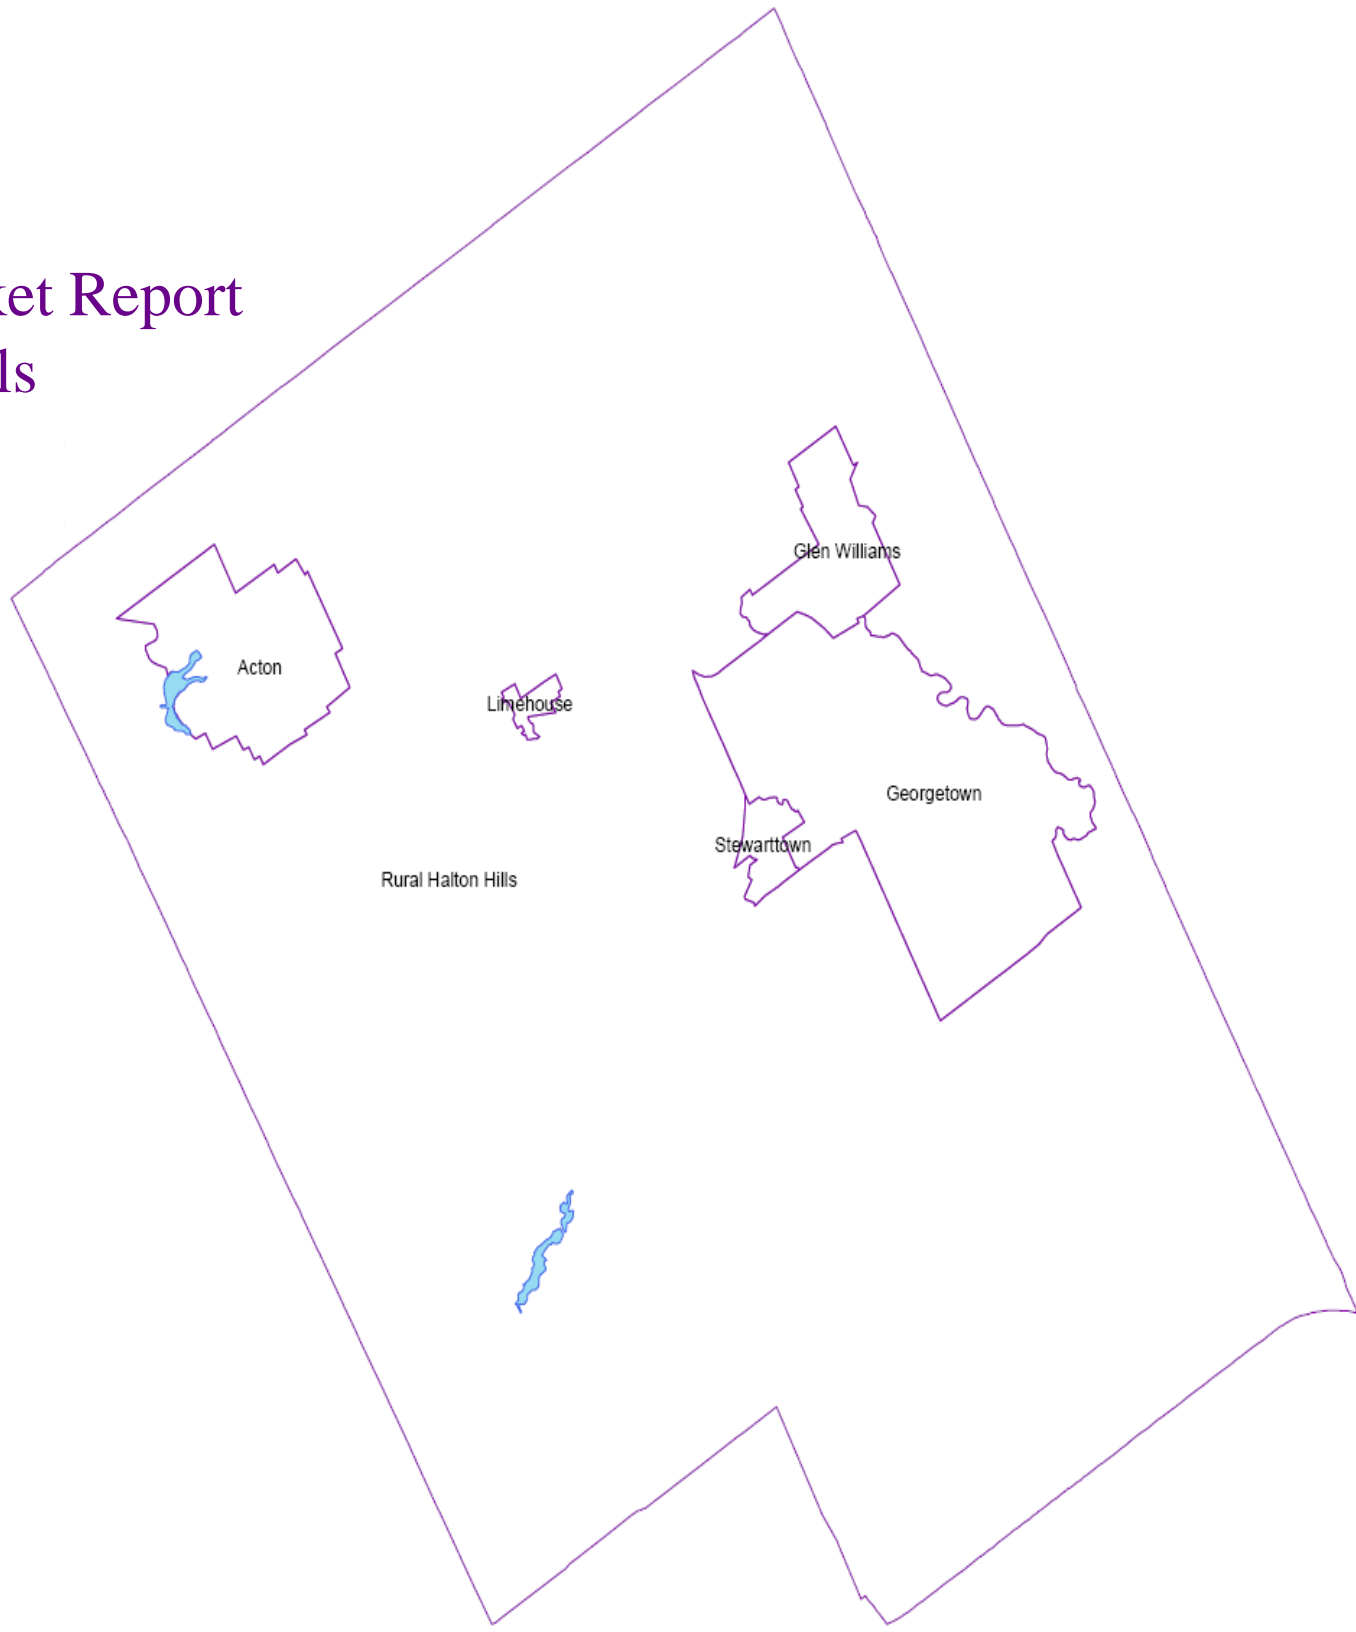 ket Report
ls
Glen Williams
Acton
Limehouse
Georgetown
Stewarttown
Rural Halton Hills